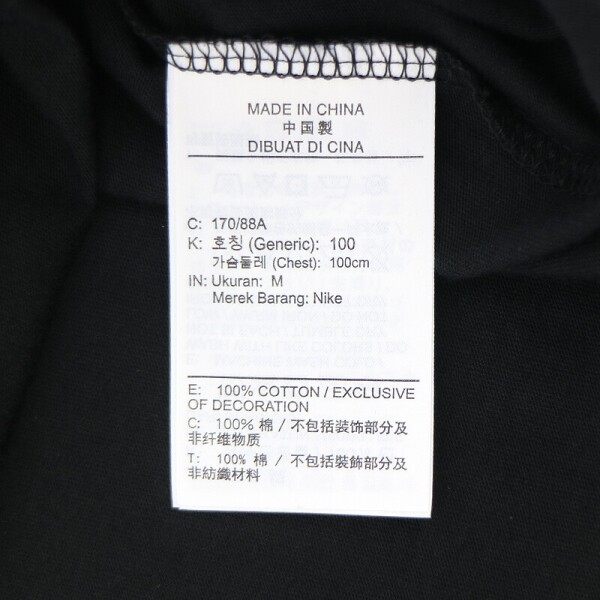 MADE IN CHINA
中国製
DIBUAT DI CINA
C: 170/88A
K: 호칭 (Generic): 100
가슴둘레 (Chest): 100cm
IN: Ukuran: M
Merek Barang: Nike
E: 100% COTTON / EXCLUSIVE
OF DECORATION
C: 100% 棉 / 不包括装饰部分及
非纤维物质
T: 100% 棉 / 不包括裝飾部分及
非紡織材料